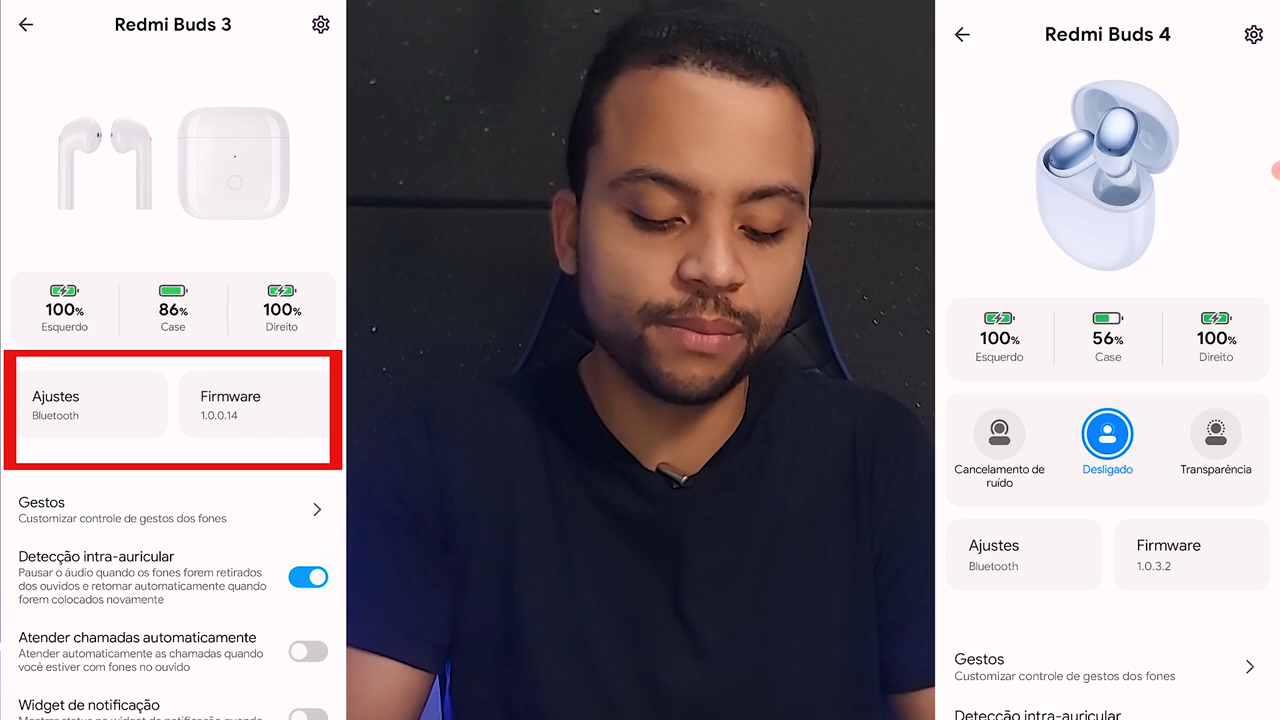 Redmi Buds 3
100%
86%
100%
Esquerdo
Case
Direito
Ajustes
Bluetooth
Firmware
1.0.0.14
Gestos
Customizar controle de gestos dos fones
Detecção intra-auricular
Pausar o áudio quando os fones forem retirados
dos ouvidos e retomar automaticamente quando
forem colocados novamente
Atender chamadas automaticamente
Atender automaticamente as chamadas quando
você estiver com fones no ouvido
Widget de notificação
Redmi Buds 4
100%
56%
100%
Esquerdo
Case
Direito
Cancelamento de
ruído
Desligado
Transparência
Ajustes
Bluetooth
Firmware
1.0.3.2
Gestos
Customizar controle de gestos dos fones
Detecção intra-auricular